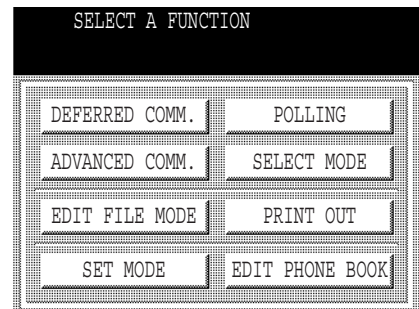 SELECT A FUNCTION
DEFERRED COMM. POLLING
ADVANCED COMM. SELECT MODE
EDIT FILE MODE PRINT OUT
SET MODE EDIT PHONE BOOK